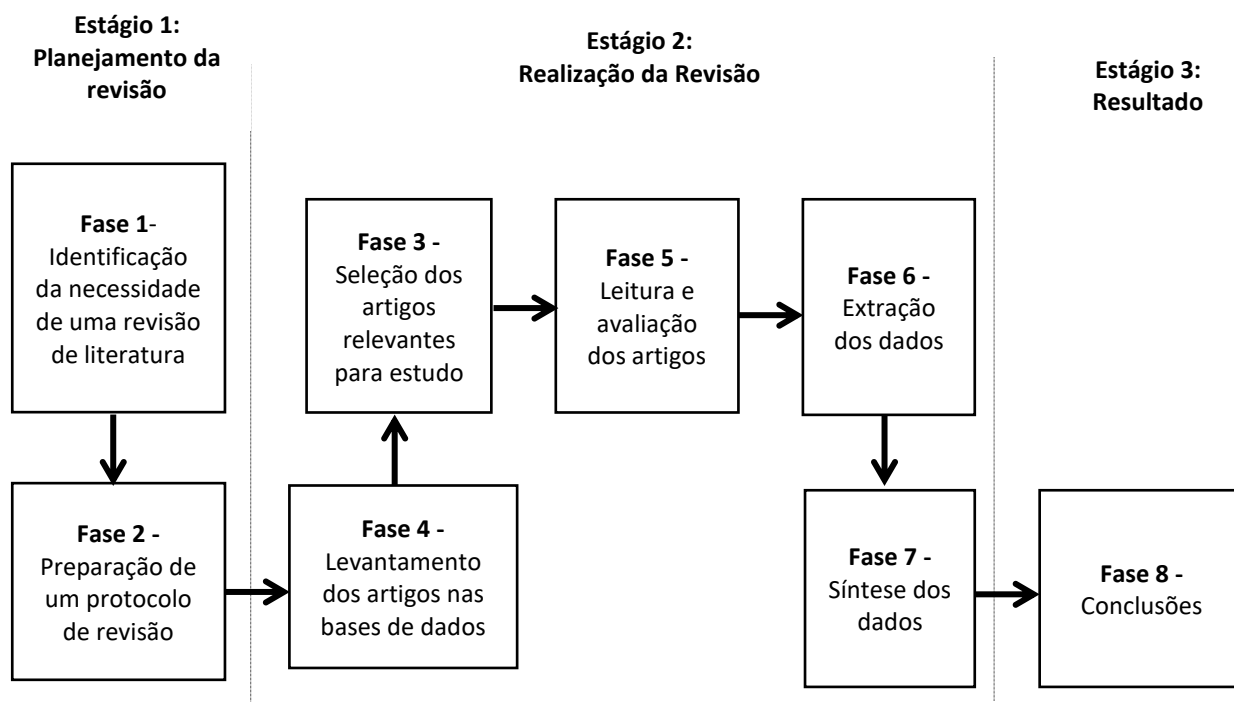 Estágio 1:
Planejamento da
revisão
Estágio 2:
Realização da Revisão
Estágio 3:
Resultado
Fase 1-
Identificação
da necessidade
de uma revisão
de literatura
Fase 2 -
Preparação de
um protocolo
de revisão
Fase 3 -
Seleção dos
artigos
relevantes
para estudo
Fase 4 -
Levantamento
dos artigos nas
bases de dados
Fase 5 -
Leitura e
avaliação
dos artigos
Fase 6 -
Extração
dos dados
Fase 7 -
Síntese dos
dados
Fase 8 -
Conclusões